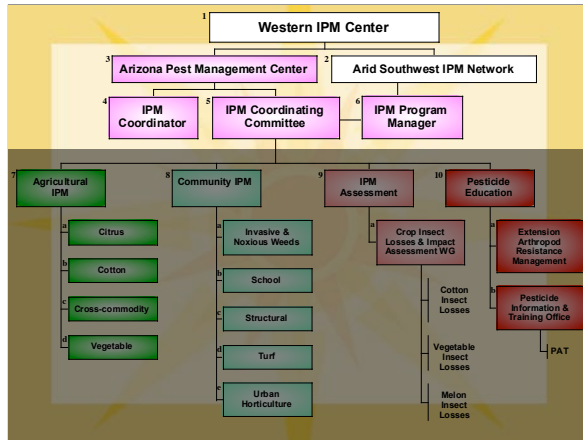 1
Western IPM Center
3
Arizona Pest Management Center
2
Arid Southwest IPM Network
4
IPM
Coordinator
5
IPM Coordinating
Committee
6
IPM Program
Manager
7
Agricultural
IPM
a
Citrus
b
Cotton
c
Cross-commodity
d
Vegetable
8
Community IPM
a
Invasive &
Noxious Weeds
b
School
c
Structural
d
Turf
e
Urban
Horticulture
9
IPM
Assessment
a
Crop Insect
Losses & Impact
Assessment WG
Cotton
Insect
Losses
Vegetable
Insect
Losses
Melon
Insect
Losses
10
Pesticide
Education
a
Extension
Arthropod
Resistance
Management
b
Pesticide
Information &
Training Office
PAT